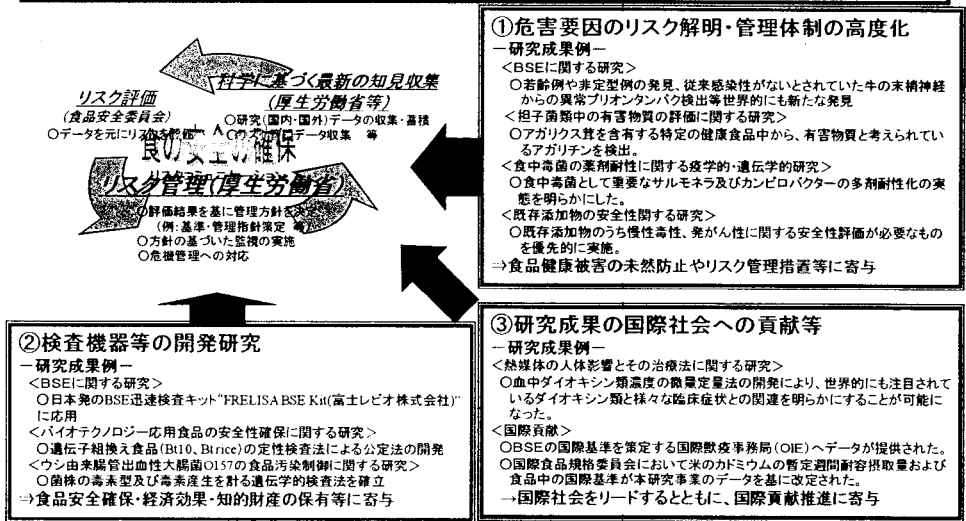 科学に基づく最新の知見収集
(厚生労働省等)
○研究(国内・国外)データの収集・蓄積
データ収集 等
リスク評価
(食品安全委員会)
○データを元にリスクを評価
食の安全の確保
リスク管理(厚生労働省)
○評価結果を基に管理方針を決定
(例:基準・管理指針策定 等)
○方針の基づいた監視の実施
○危機管理への対応
①危害要因のリスク解明・管理体制の高度化
−研究成果例−
<BSEに関する研究>
○若齢例や非定型例の発見、従来感染性がないとされていた牛の末梢神経
からの異常プリオンタンパク検出等世界的にも新たな発見
<担子菌類中の有害物質の評価に関する研究>
○アガリクス茸を含有する特定の健康食品中から、有害物質と考えられてい
るアガリチンを検出。
<食中毒菌の薬剤耐性に関する疫学的・遺伝学的研究>
○食中毒菌として重要なサルモネラ及びカンピロバクターの多剤耐性化の実
態を明らかにした。
<既存添加物の安全性関する研究>
○既存添加物のうち慢性毒性、発がん性に関する安全性評価が必要なもの
を優先的に実施。
⇒食品健康被害の未然防止やリスク管理措置等に寄与
②検査機器等の開発研究
−研究成果例−
<BSEに関する研究>
○日本発のBSE迅速検査キット"FRELISA BSE Kit(富士レビオ株式会社)"
に応用
<バイオテクノロジー応用食品の安全性確保に関する研究>
○遺伝子組換え食品(Bt10、Bt rice)の定性検査法による公定法の開発
<ウシ由来腸管出血性大腸菌O157の食品汚染制御に関する研究>
○菌株の毒素型及び毒素産生を計る遺伝学的検査法を確立
⇒食品安全確保・経済効果・知的財産の保有等に寄与
③研究成果の国際社会への貢献等
−研究成果例−
<熱媒体の人体影響とその治療法に関する研究>
○血中ダイオキシン類濃度の微量定量法の開発により、世界的にも注目されて
いるダイオキシン類と様々な臨床症状との関連を明らかにすることが可能に
なった。
<国際貢献>
○BSEの国際基準を策定する国際獣疫事務局(OIE)へデータが提供された。
○国際食品規格委員会において米のカドミウムの暫定週間耐容摂取量および
食品中の国際基準が本研究事業のデータを基に改定された。
→国際社会をリードするとともに、国際貢献推進に寄与